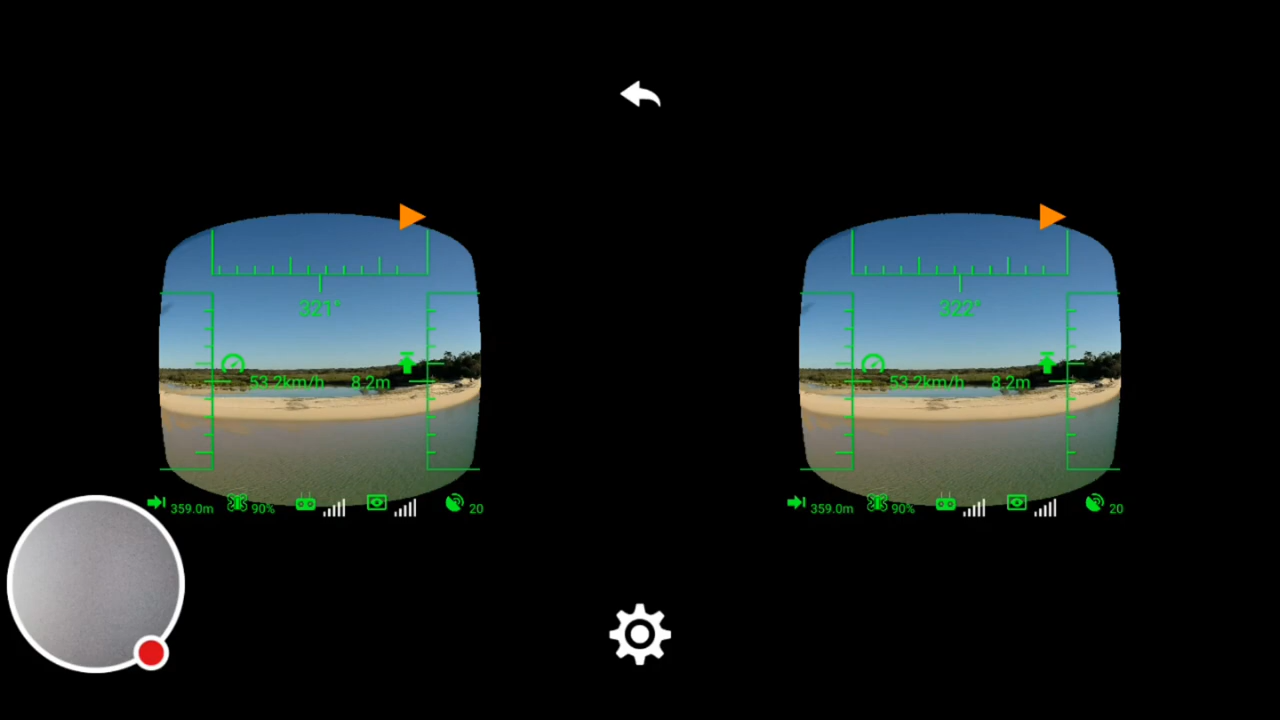 321°
53.2km/h 8.2m
359.0m 90% 20
322°
53.2km/h 8.2m
359.0m 90% 20